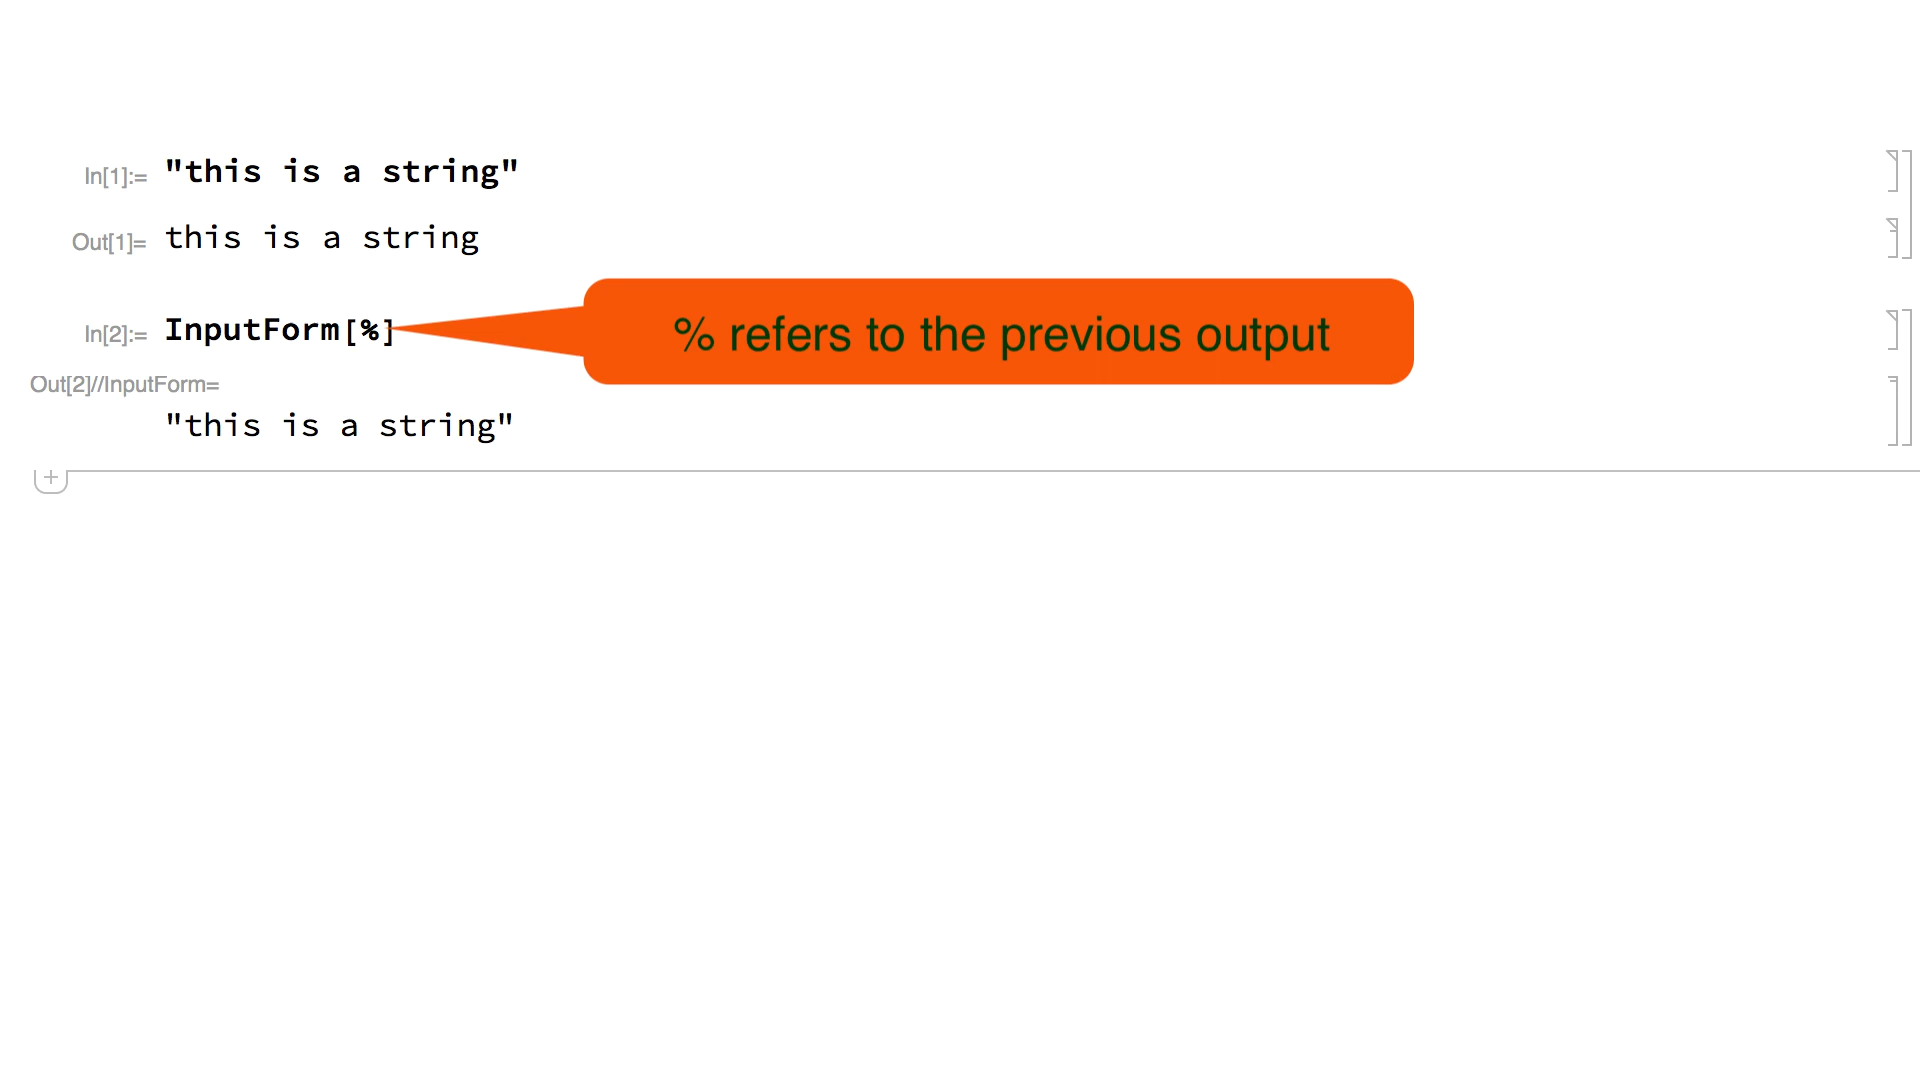 In[1]:= "this is a string"
Out[1]= this is a string
In[2]:= InputForm[%]
% refers to the previous output
Out[2]//InputForm=
"this is a string"